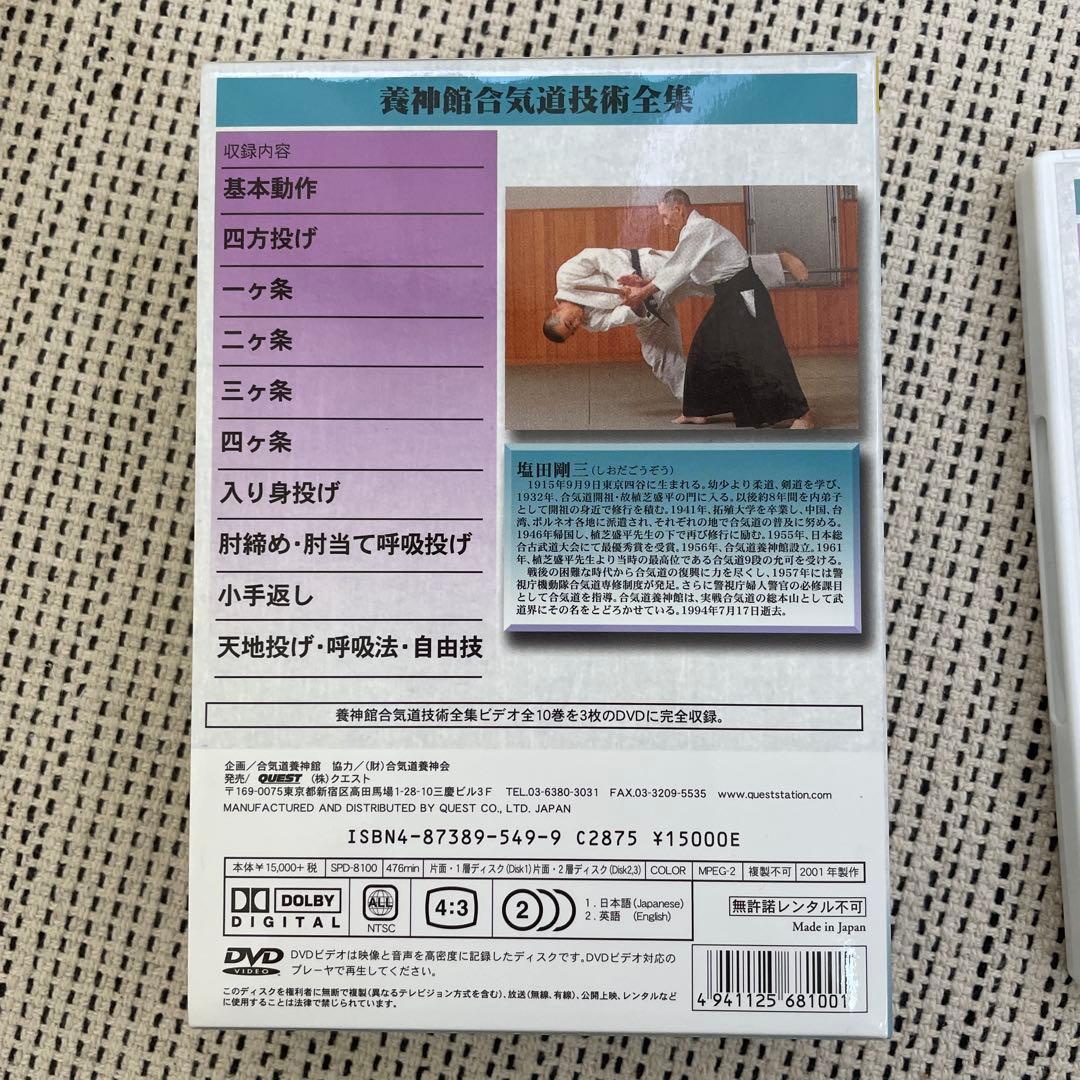 養神館合気道技術全集
収録内容
基本動作
四方投げ
一ヶ条
二ヶ条
三ヶ条
四ヶ条
入り身投げ
肘締め・肘当て呼吸投げ
小手返し
天地投げ・呼吸法・自由技
塩田剛三(しおだごうぞう)
1915年9月9日東京四谷に生まれる。幼少より柔道、剣道を学び、
1932年、合気道開祖・故植芝盛平の門に入る。以後約8年間を内弟子
として開祖の身近で修行を積む。1941年、拓殖大学を卒業し、中国、台
湾、ボルネオ各地に派遣され、それぞれの地で合気道の普及に努める。
1946年帰国し、植芝盛平先生の下で再び修行に励む。1955年、日本総
合古武道大会にて最優秀賞を受賞。1956年、合気道養神館設立。1961
年、植芝盛平先生より当時の最高位である合気道9段の允可を受ける。
戦後の困難な時代から合気道の復興に力を尽くし、1957年には警
視庁機動隊合気道専修制度が発足。さらに警視庁婦人警官の必修課目
として合気道を指導。合気道養神館は、実戦合気道の総本山として武
道界にその名をとどろかせている。1994年7月17日逝去。
養神館合気道技術全集ビデオ全10巻を3枚のDVDに完全収録。
企画/合気道養神館 協力/(財)合気道養神会
発売/ QUEST (株)クエスト
〒169-0075東京都新宿区高田馬場1-28-10三慶ビル3F TEL.03-6380-3031 FAX.03-3209-5535 www.queststation.com
MANUFACTURED AND DISTRIBUTED BY QUEST CO., LTD. JAPAN
ISBN4-87389-549-9 C2875 ¥15000E
本体¥15,000+税 SPD-8100 476min 片面・1層ディスク(Disk1)片面・2層ディスク(Disk2,3) COLOR MPEG-2 複製不可 2001年製作
DOLBY
DIGITAL
ALL
NTSC
4:3
2
1. 日本語(Japanese)
2. 英語 (English)
無許諾レンタル不可
Made in Japan
DVD
VIDEO
DVDビデオは映像と音声を高密度に記録したディスクです。DVDビデオ対応の
プレーヤで再生してください。
このディスクを権利者に無断で複製(異なるテレビジョン方式を含む)、放送(無線、有線)、公開上映、レンタルなど
に使用することは法律で禁じられています。
4 941125 681001